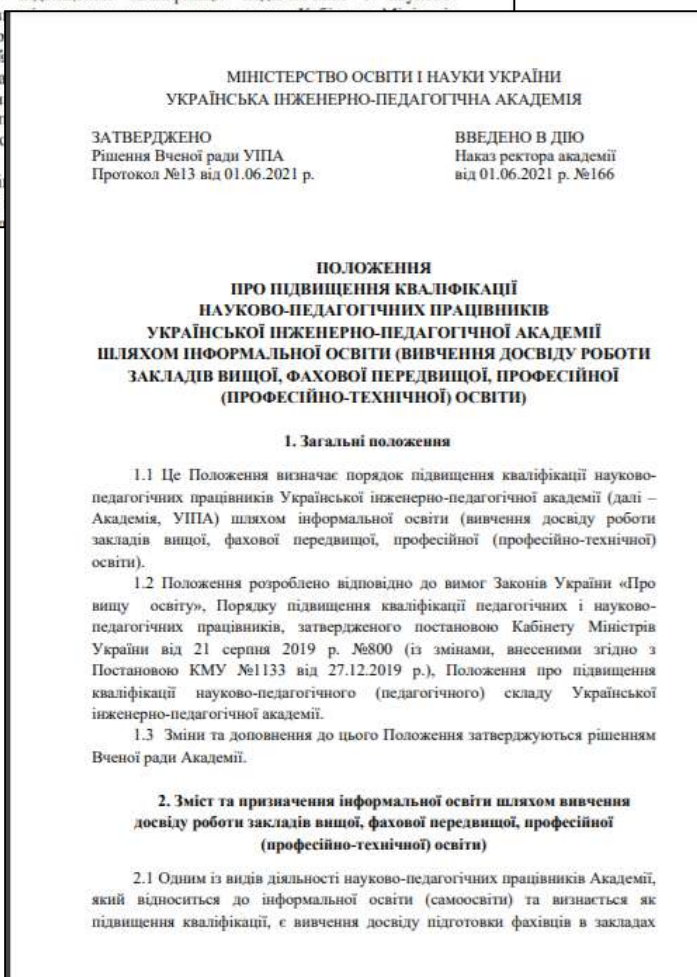 МІНІСТЕРСТВО ОСВІТИ І НАУКИ УКРАЇНИ
УКРАЇНСЬКА ІНЖЕНЕРНО-ПЕДАГОГІЧНА АКАДЕМІЯ
ЗАТВЕРДЖЕНО
Рішення Вченої ради УІПА
Протокол №13 від 01.06.2021 р.
ВВЕДЕНО В ДІЮ
Наказ ректора академії
від 01.06.2021 р. №166
ПОЛОЖЕННЯ
ПРО ПІДВИЩЕННЯ КВАЛІФІКАЦІЇ
НАУКОВО-ПЕДАГОГІЧНИХ ПРАЦІВНИКІВ
УКРАЇНСЬКОЇ ІНЖЕНЕРНО-ПЕДАГОГІЧНОЇ АКАДЕМІЇ
ШЛЯХОМ ІНФОРМАЛЬНОЇ ОСВІТИ (ВИВЧЕННЯ ДОСВІДУ РОБОТИ
ЗАКЛАДІВ ВИЩОЇ, ФАХОВОЇ ПЕРЕДВИЩОЇ, ПРОФЕСІЙНОЇ
(ПРОФЕСІЙНО-ТЕХНІЧНОЇ) ОСВІТИ)
1. Загальні положення
1.1 Це Положення визначає порядок підвищення кваліфікації науково-
педагогічних працівників Української інженерно-педагогічної академії (далі –
Академія, УІПА) шляхом інформальної освіти (вивчення досвіду роботи
закладів вищої, фахової передвищої, професійної (професійно-технічної)
освіти).
1.2 Положення розроблено відповідно до вимог Законів України «Про
вищу освіту», Порядку підвищення кваліфікації педагогічних і науково-
педагогічних працівників, затвердженого постановою Кабінету Міністрів
України від 21 серпня 2019 р. №800 (із змінами, внесеними згідно з
Постановою КМУ №1133 від 27.12.2019 р.), Положення про підвищення
кваліфікації науково-педагогічного (педагогічного) складу Української
інженерно-педагогічної академії.
1.3 Зміни та доповнення до цього Положення затверджуються рішенням
Вченої ради Академії.
2. Зміст та призначення інформальної освіти шляхом вивчення
досвіду роботи закладів вищої, фахової передвищої, професійної
(професійно-технічної) освіти)
2.1 Одним із видів діяльності науково-педагогічних працівників Академії,
який відноситься до інформальної освіти (самоосвіти) та визнається як
підвищення кваліфікації, є вивчення досвіду підготовки фахівців в закладах